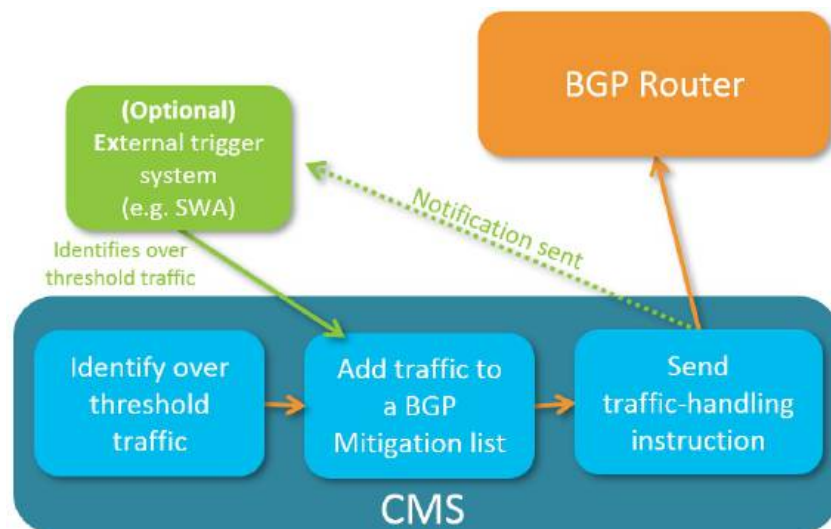 BGP Router
(Optional)
External trigger
system
(e.g. SWA)
Notification sent
Identifies over
threshold traffic
Identify over
threshold
traffic
Add traffic to
a BGP
Mitigation list
Send
traffic-handling
instruction
CMS